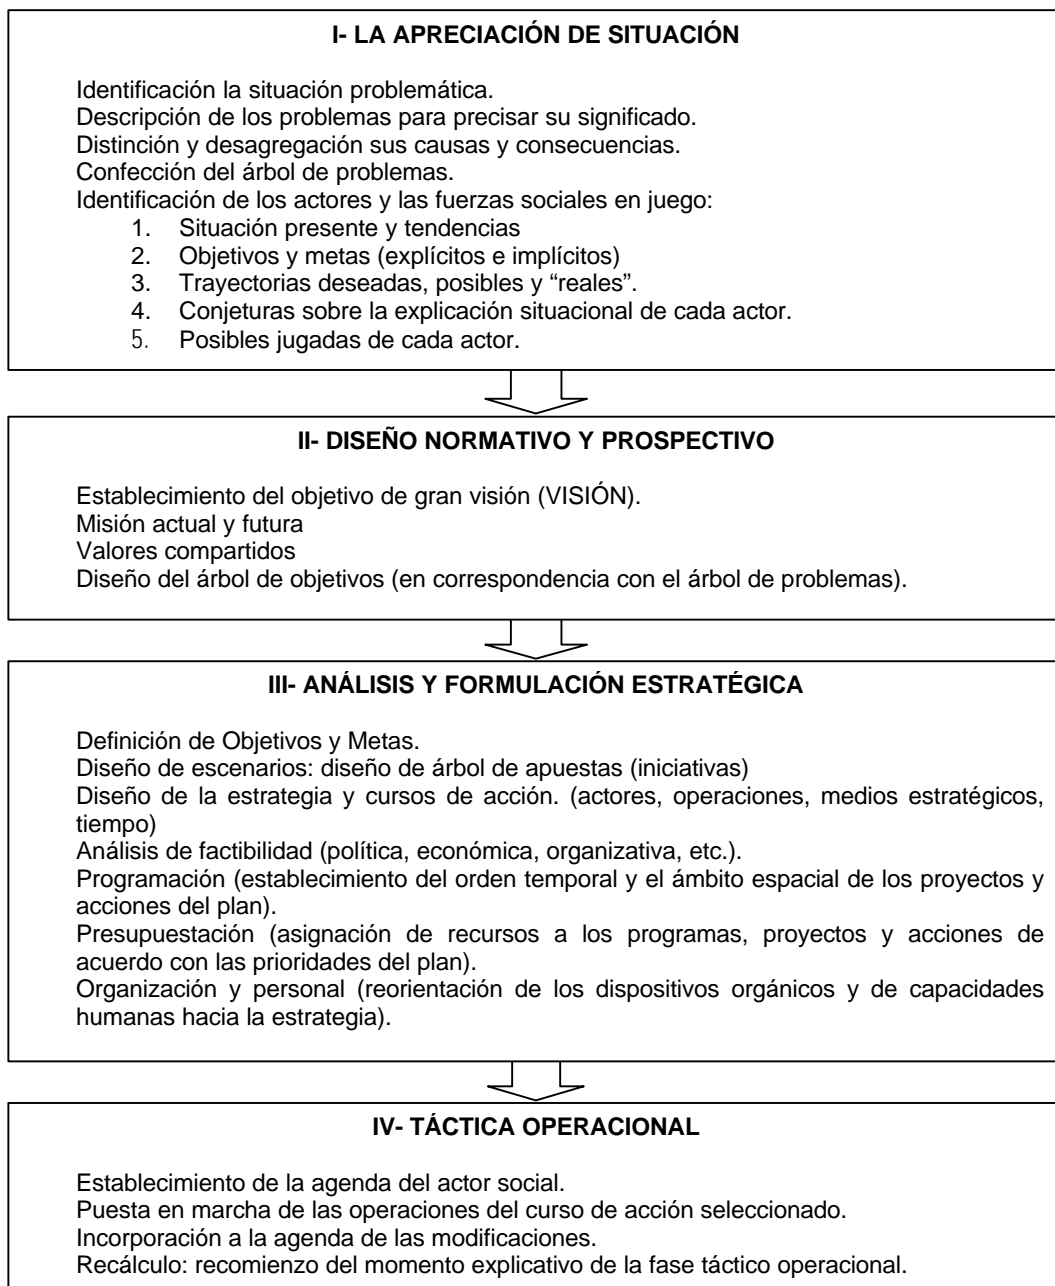 I- LA APRECIACIÓN DE SITUACIÓN
Identificación la situación problemática.
Descripción de los problemas para precisar su significado.
Distinción y desagregación sus causas y consecuencias.
Confección del árbol de problemas.
Identificación de los actores y las fuerzas sociales en juego:
1. Situación presente y tendencias
2. Objetivos y metas (explícitos e implícitos)
3. Trayectorias deseadas, posibles y “reales”.
4. Conjeturas sobre la explicación situacional de cada actor.
5. Posibles jugadas de cada actor.
II- DISEÑO NORMATIVO Y PROSPECTIVO
Establecimiento del objetivo de gran visión (VISIÓN).
Misión actual y futura
Valores compartidos
Diseño del árbol de objetivos (en correspondencia con el árbol de problemas).
III- ANÁLISIS Y FORMULACIÓN ESTRATÉGICA
Definición de Objetivos y Metas.
Diseño de escenarios: diseño de árbol de apuestas (iniciativas)
Diseño de la estrategia y cursos de acción. (actores, operaciones, medios estratégicos,
tiempo)
Análisis de factibilidad (política, económica, organizativa, etc.).
Programación (establecimiento del orden temporal y el ámbito espacial de los proyectos y
acciones del plan).
Presupuestación (asignación de recursos a los programas, proyectos y acciones de
acuerdo con las prioridades del plan).
Organización y personal (reorientación de los dispositivos orgánicos y de capacidades
humanas hacia la estrategia).
IV- TÁCTICA OPERACIONAL
Establecimiento de la agenda del actor social.
Puesta en marcha de las operaciones del curso de acción seleccionado.
Incorporación a la agenda de las modificaciones.
Recálculo: recomienzo del momento explicativo de la fase táctico operacional.